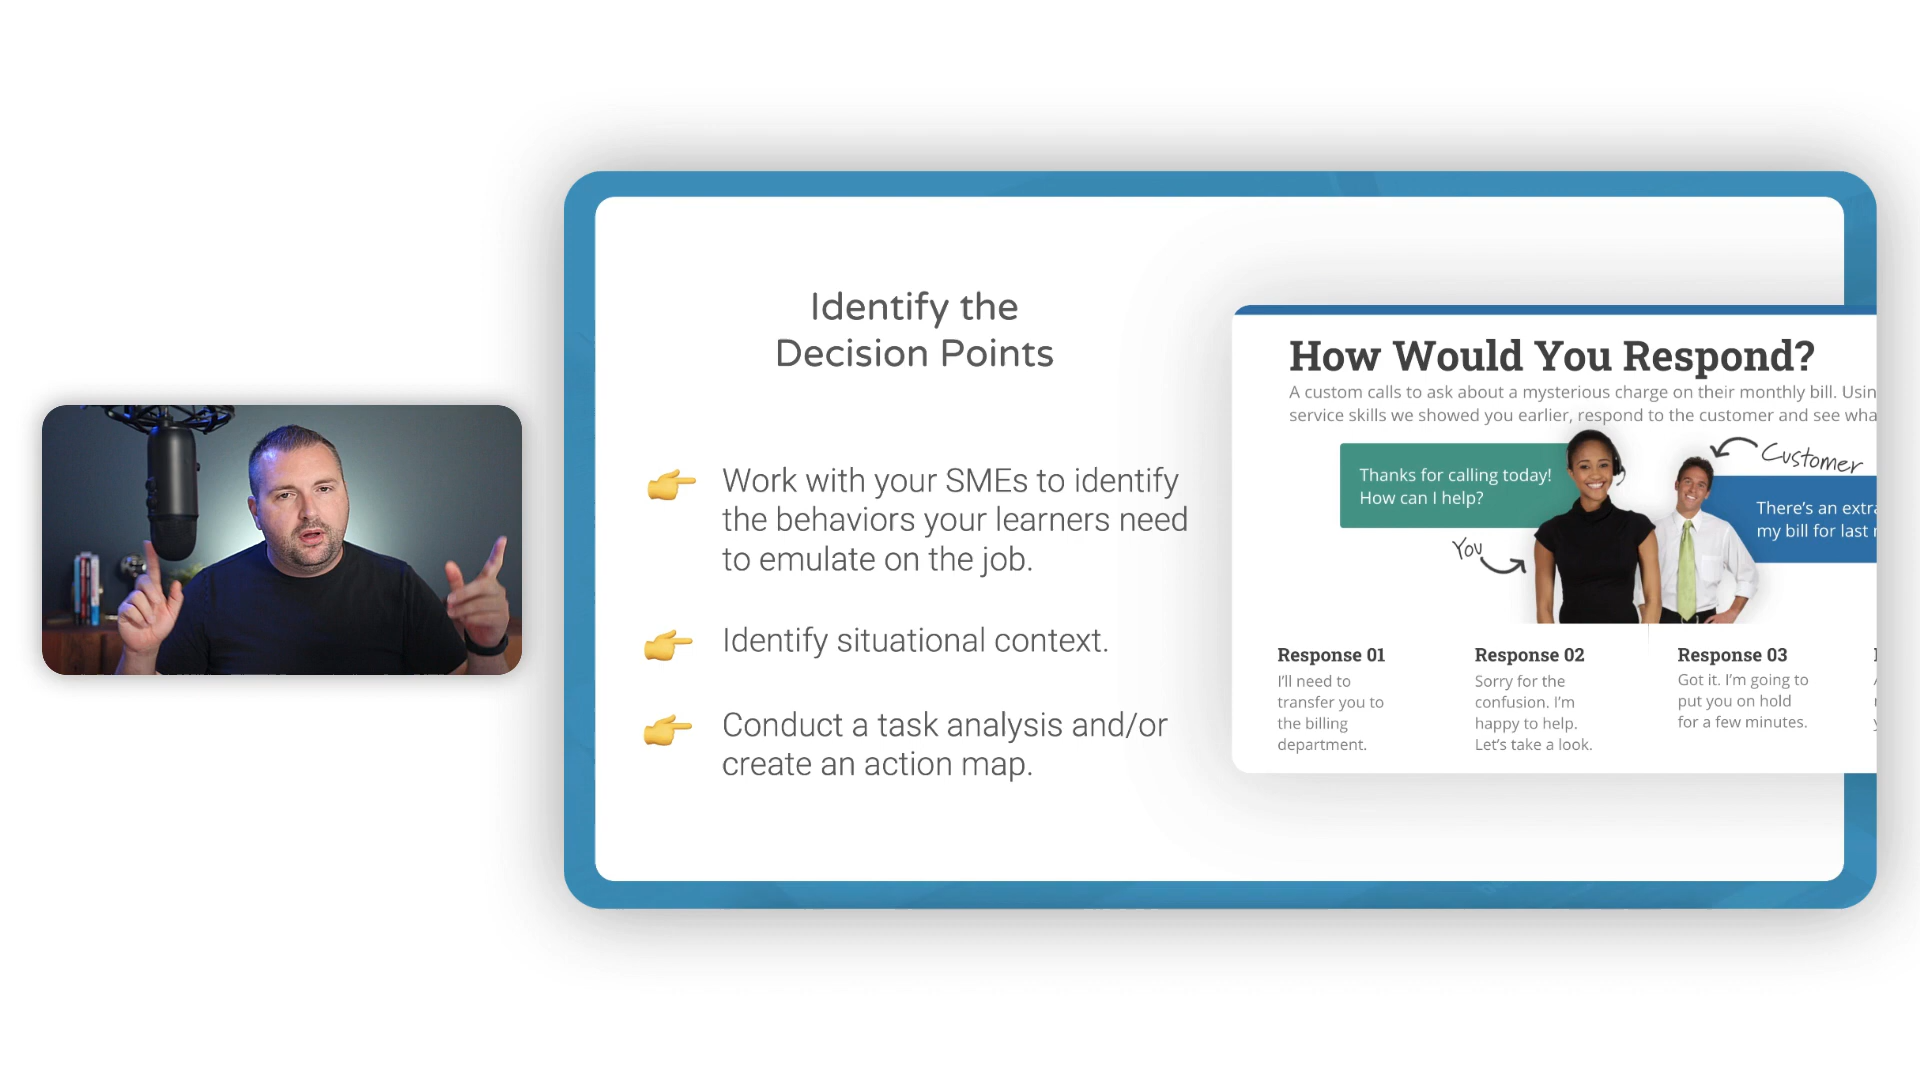 Identify the
Decision Points
Work with your SMEs to identify
the behaviors your learners need
to emulate on the job.
Identify situational context.
Conduct a task analysis and/or
create an action map.
How Would You Respond?
A custom calls to ask about a mysterious charge on their monthly bill. Usin
service skills we showed you earlier, respond to the customer and see wha
Thanks for calling today!
How can I help?
Customer
There's an extra
my bill for last
You
Response 01
I'll need to
transfer you to
the billing
department.
Response 02
Sorry for the
confusion. I'm
happy to help.
Let's take a look.
Response 03
Got it. I'm going to
put you on hold
for a few minutes.